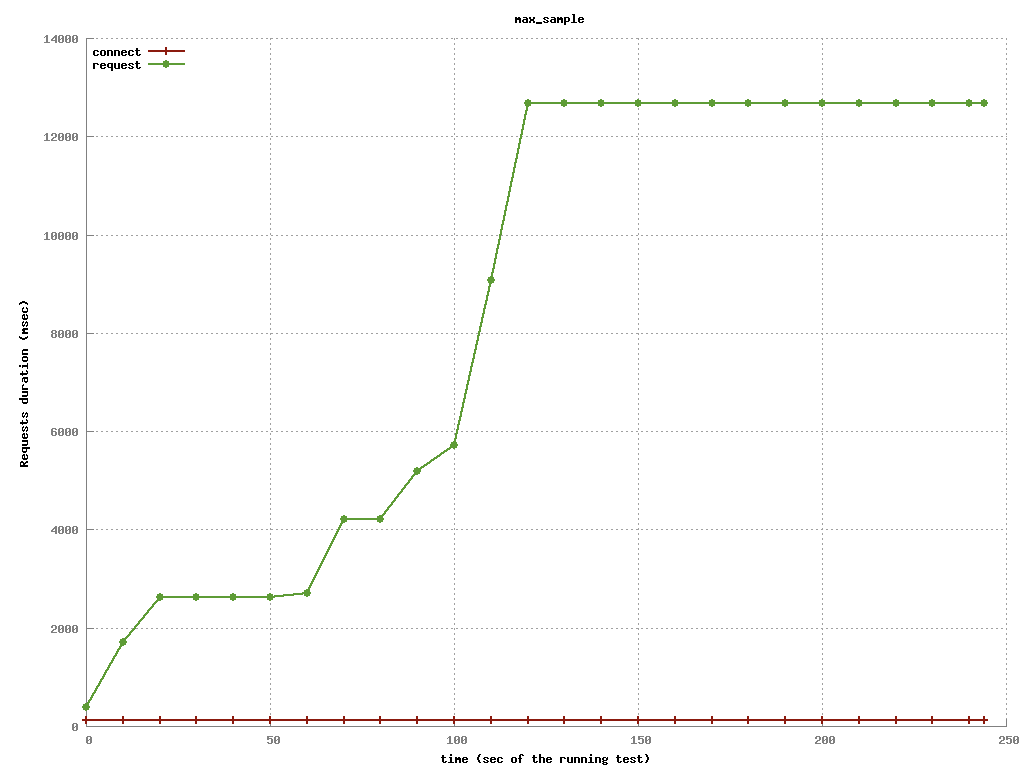 max_sample
14000
connect
request
12000
10000
8000
Requests duration (msec)
6000
4000
2000
0
0 50 100 150 200 250
time (sec of the running test)